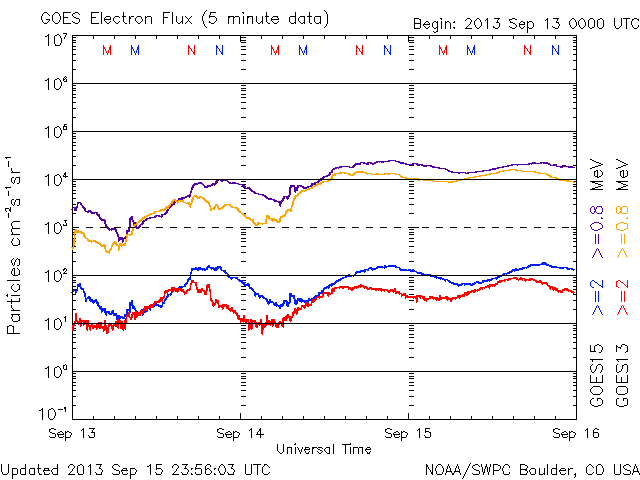 GOES Electron Flux (5 minute data)
Begin: 2013 Sep 13 0000 UTC
10⁷
M M N N M M N N M M N N
10⁶
10⁵
10⁴
10³
10²
10¹
10⁰
10⁻¹
Particles cm⁻²s⁻¹sr⁻¹
Sep 13 Sep 14 Sep 15 Sep 16
Universal Time
GOES15 >=2 >=0.8 MeV
GOES13 >=2 >=0.8 MeV
Updated 2013 Sep 15 23:56:03 UTC
NOAA/SWPC Boulder, CO USA